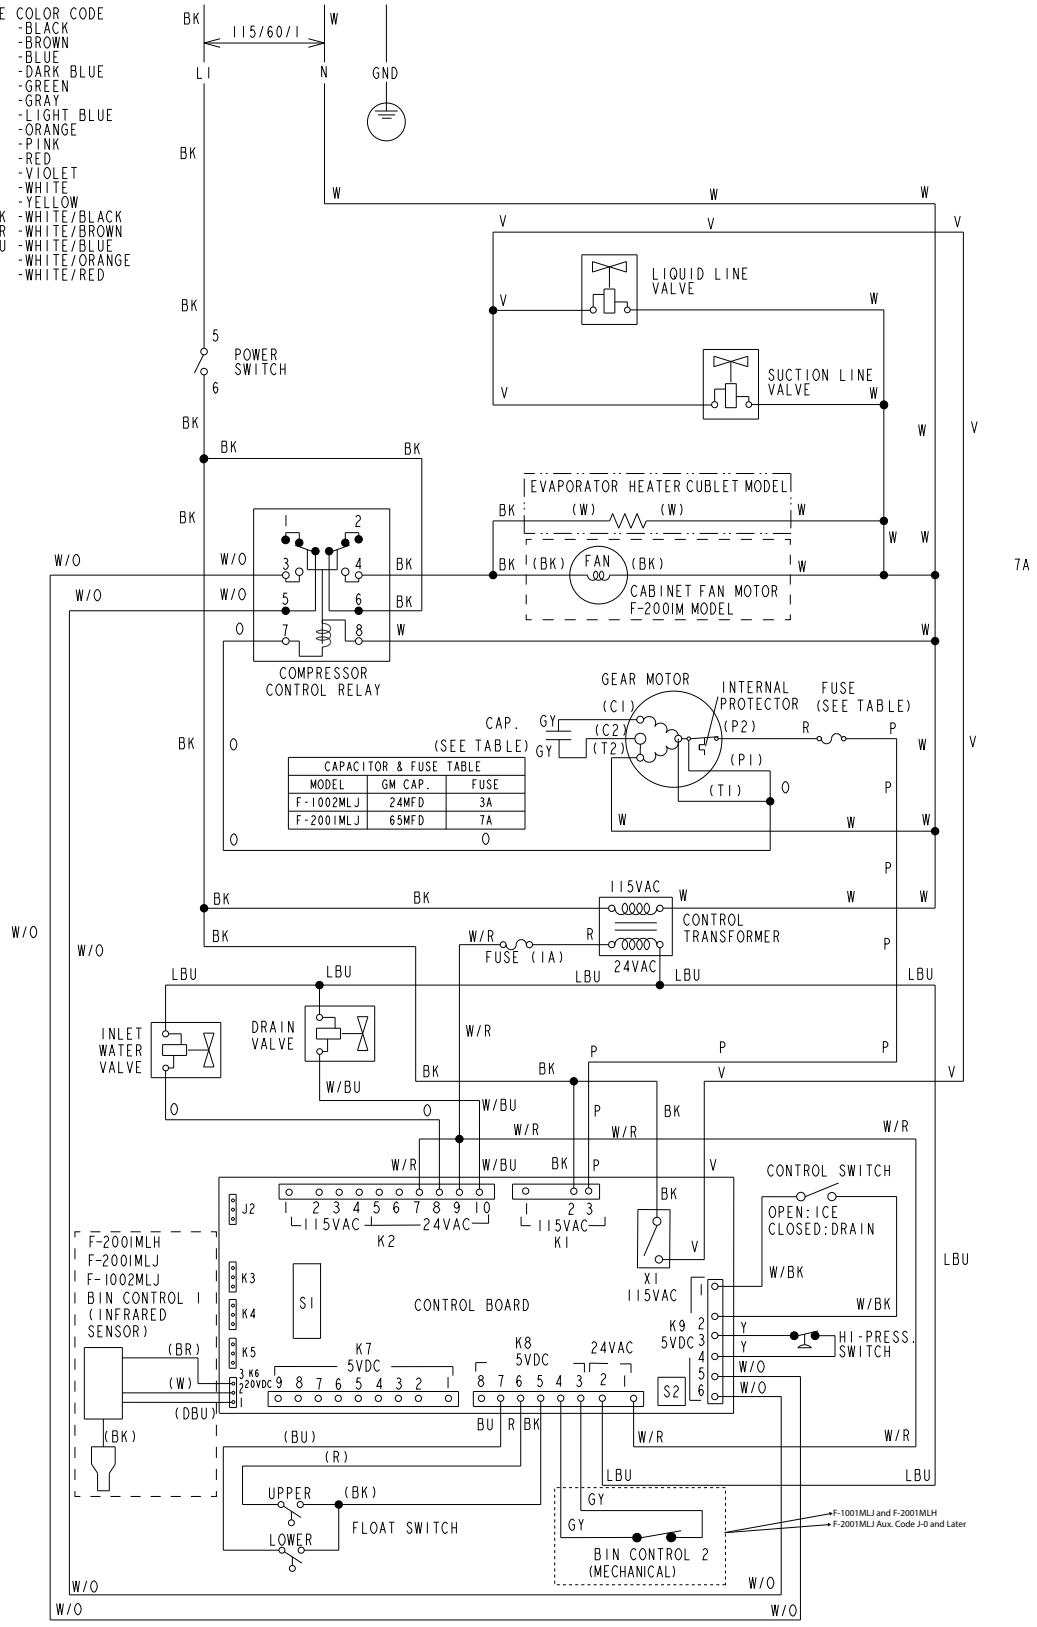 E COLOR CODE
-BLACK
-BROWN
-BLUE
-DARK BLUE
-GREEN
-GRAY
-LIGHT BLUE
-ORANGE
-PINK
-RED
-VIOLET
-WHITE
-YELLOW
K -WHITE/BLACK
R -WHITE/BROWN
U -WHITE/BLUE
-WHITE/ORANGE
-WHITE/RED
BK
W
115/60/1
L1
N
GND
BK
W
W
W
V
V
V
LIQUID LINE
VALVE
V
W
BK
5
POWER
SWITCH
6
SUCTION LINE
VALVE
V
W
BK
BK
BK
W
V
EVAPORATOR HEATER CUBLET MODEL
BK
(W)
(W)
W
BK
1
2
W
W
W/O
W/O
3
4
BK
BK
(BK)
FAN
(BK)
W
7A
CABINET FAN MOTOR
F-2001M MODEL
W/O
W/O
5
6
BK
O
7
8
W
W
COMPRESSOR
CONTROL RELAY
GEAR MOTOR
INTERNAL
PROTECTOR
FUSE
(SEE TABLE)
(C1)
GY
CAP.
(SEE TABLE)
(C2)
GY
(T2)
(P2)
R
P
(P1)
(T1)
O
P
W
V
BK
O
CAPACITOR & FUSE TABLE
MODEL GM CAP. FUSE
F-1002MLJ 24MFD 3A
F-2001MLJ 65MFD 7A
W
W
W
O
O
P
115VAC
BK
BK
W
W
W
CONTROL
TRANSFORMER
BK
W/R
FUSE (1A)
R
24VAC
P
W/O
W/O
LBU
LBU
LBU
LBU
LBU
INLET
WATER
VALVE
DRAIN
VALVE
W/R
P
P
P
BK
BK
V
V
W/BU
O
O
W/BU
P
BK
W/R
W/R
W/R
W/R
W/BU
BK
P
V
CONTROL SWITCH
OPEN:ICE
CLOSED:DRAIN
J2
1 2 3 4 5 6 7 8 9 10
115VAC 24VAC
K2
1 2 3
115VAC
K1
BK
V
X1
115VAC
LBU
W/BK
W/BK
F-2001MLH
F-2001MLJ
F-1002MLJ
BIN CONTROL 1
(INFRARED
SENSOR)
K3
K4
K5
S1
CONTROL BOARD
K9
5VDC
1
2
3
4
5
6
Y
Y
HI-PRESS.
SWITCH
W/O
W/O
(BR)
(W)
(DBU)
(BK)
3 K6
2 20VDC
1
K7
5VDC
9 8 7 6 5 4 3 2 1
K8
5VDC
24VAC
8 7 6 5 4 3 2 1
S2
BU
R
BK
(BU)
(R)
W/R
W/R
LBU
LBU
UPPER
(BK)
FLOAT SWITCH
LOWER
GY
GY
BIN CONTROL 2
(MECHANICAL)
F-1001MLJ and F-2001MLH
F-2001MLJ Aux. Code J-0 and Later
W/O
W/O
W/O
W/O